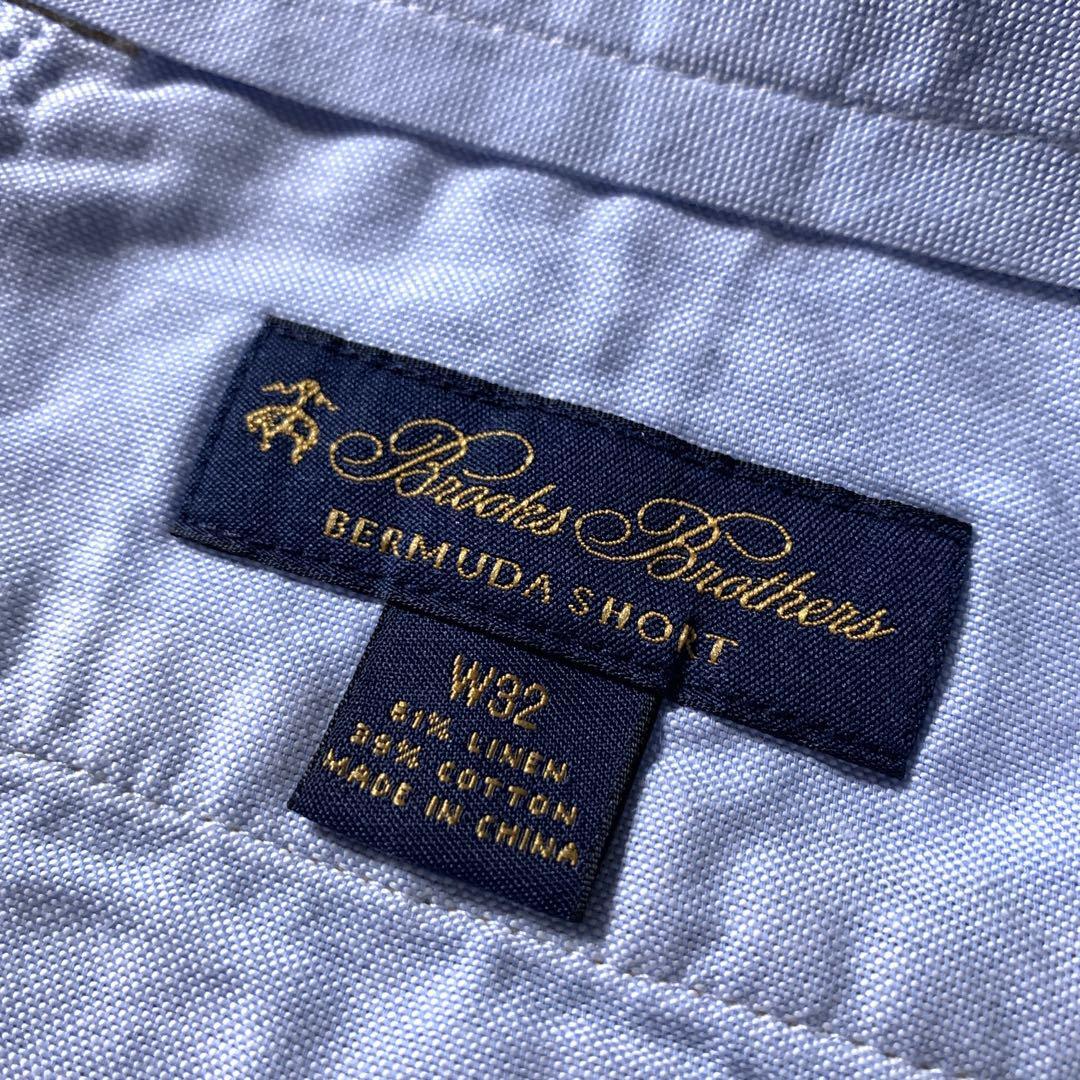 Brooks Brothers
BERMUDA SHORT
W32
61% LINEN
39% COTTON
MADE IN CHINA